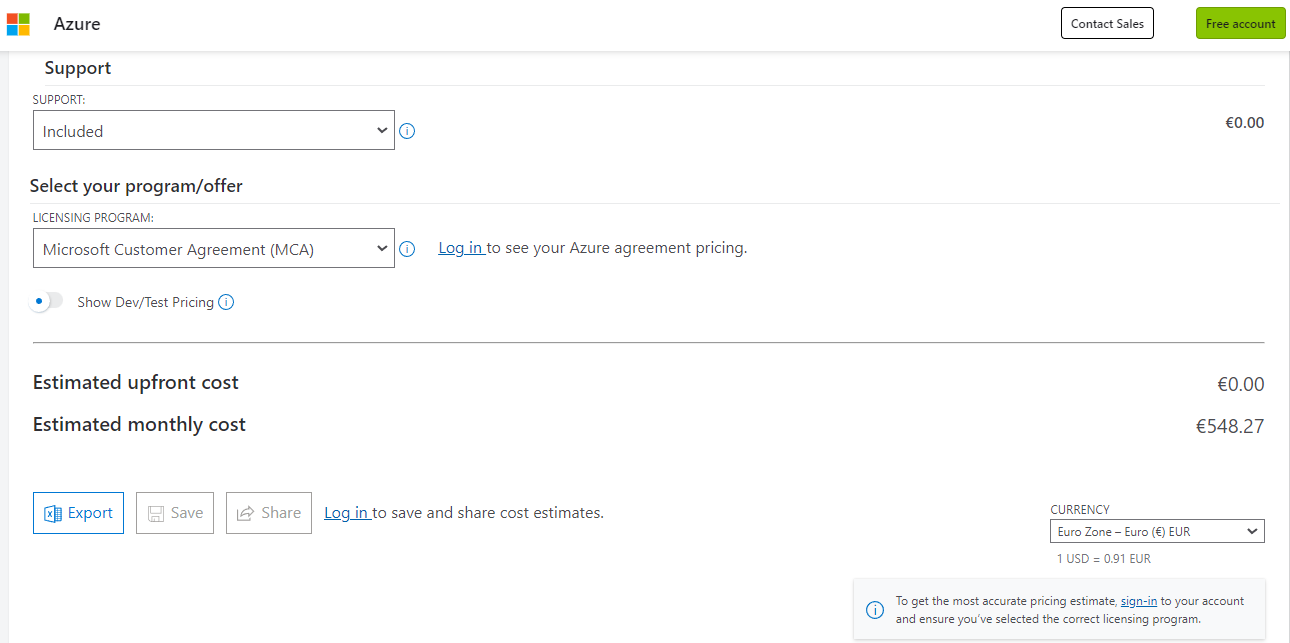 Azure
Contact Sales
Free account
Support
SUPPORT:
Included
€0.00
Select your program/offer
LICENSING PROGRAM:
Microsoft Customer Agreement (MCA)
Log in to see your Azure agreement pricing.
Show Dev/Test Pricing
Estimated upfront cost
€0.00
Estimated monthly cost
€548.27
Export
Save
Share
Log in to save and share cost estimates.
CURRENCY
Euro Zone – Euro (€) EUR
1 USD = 0.91 EUR
To get the most accurate pricing estimate, sign-in to your account
and ensure you've selected the correct licensing program.